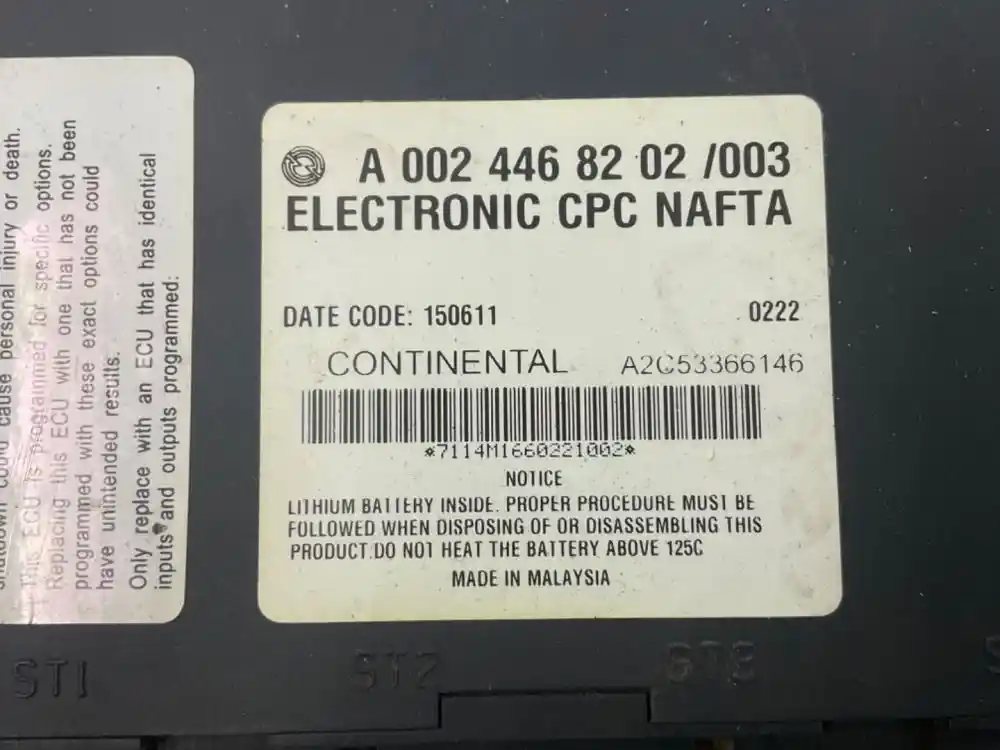 personal injury or death.
This ECU is programmed for specific options.
Replacing this ECU with one that has not been
programmed with these exact options could
have unintended results.
Only replace with an ECU that has identical
inputs and outputs programmed:
A 002 446 82 02 /003
ELECTRONIC CPC NAFTA
DATE CODE: 150611 0222
CONTINENTAL A2C53366146
*7114M1660221002*
NOTICE
LITHIUM BATTERY INSIDE. PROPER PROCEDURE MUST BE
FOLLOWED WHEN DISPOSING OF OR DISASSEMBLING THIS
PRODUCT.DO NOT HEAT THE BATTERY ABOVE 125C
MADE IN MALAYSIA
ST1 ST2 ST3